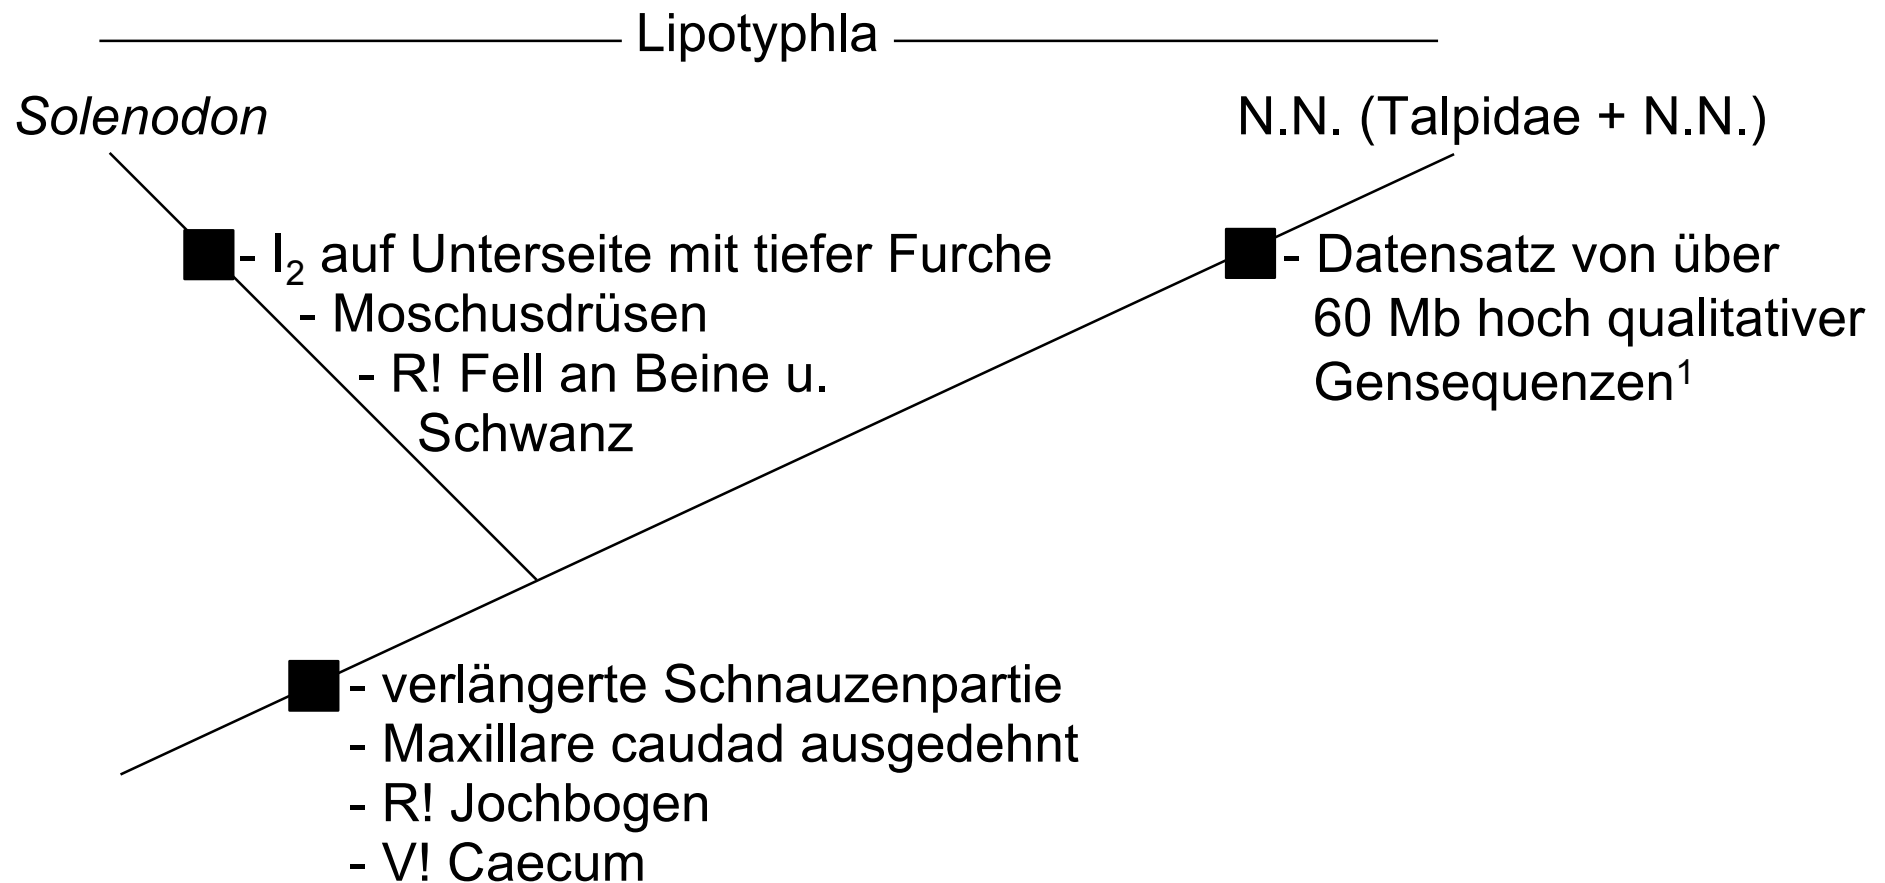 Lipotyphla
Solenodon
N.N. (Talpidae + N.N.)
- I₂ auf Unterseite mit tiefer Furche
- Moschusdrüsen
- R! Fell an Beine u.
Schwanz
- Datensatz von über
60 Mb hoch qualitativer
Gensequenzen¹
- verlängerte Schnauzenpartie
- Maxillare caudad ausgedehnt
- R! Jochbogen
- V! Caecum